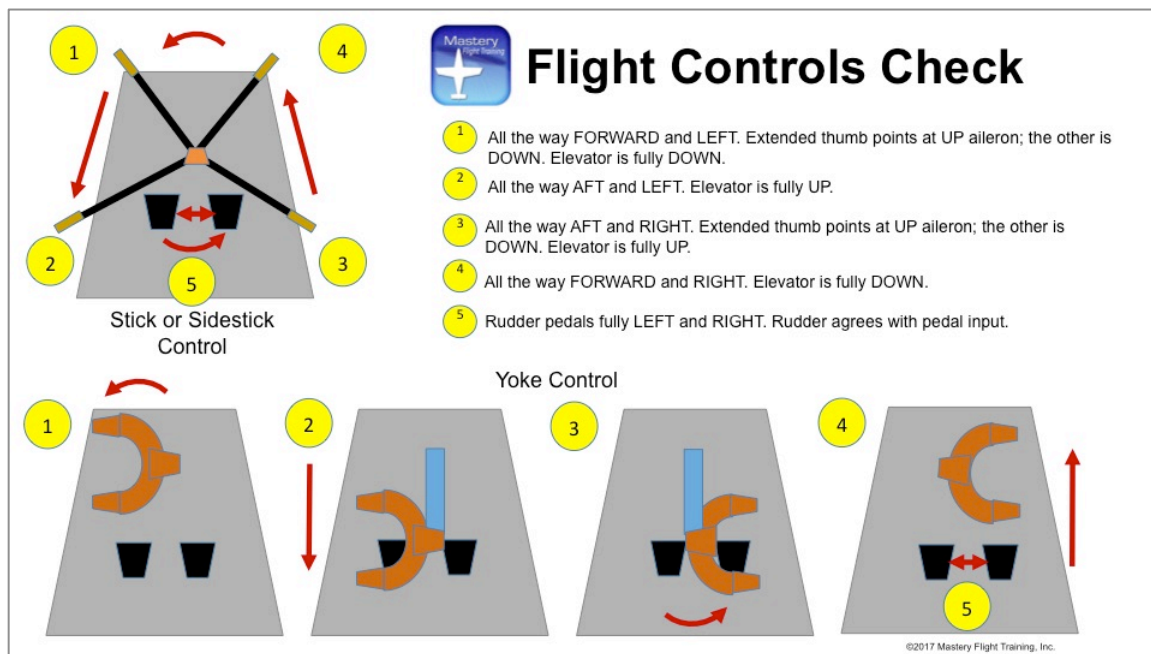 1
4
2
3
5
Stick or Sidestick
Control
Mastery
Flight Training
Flight Controls Check
1 All the way FORWARD and LEFT. Extended thumb points at UP aileron; the other is
DOWN. Elevator is fully DOWN.
2 All the way AFT and LEFT. Elevator is fully UP.
3 All the way AFT and RIGHT. Extended thumb points at UP aileron; the other is
DOWN. Elevator is fully UP.
4 All the way FORWARD and RIGHT. Elevator is fully DOWN.
5 Rudder pedals fully LEFT and RIGHT. Rudder agrees with pedal input.
Yoke Control
1
2
3
4
5
©2017 Mastery Flight Training, Inc.